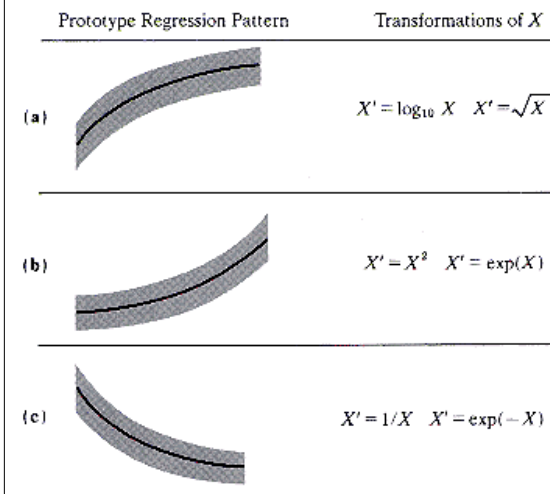 Prototype Regression Pattern Transformations of X
(a) X' = log₁₀ X X' = √X
(b) X' = X² X' = exp(X)
(c) X' = 1/X X' = exp(−X)